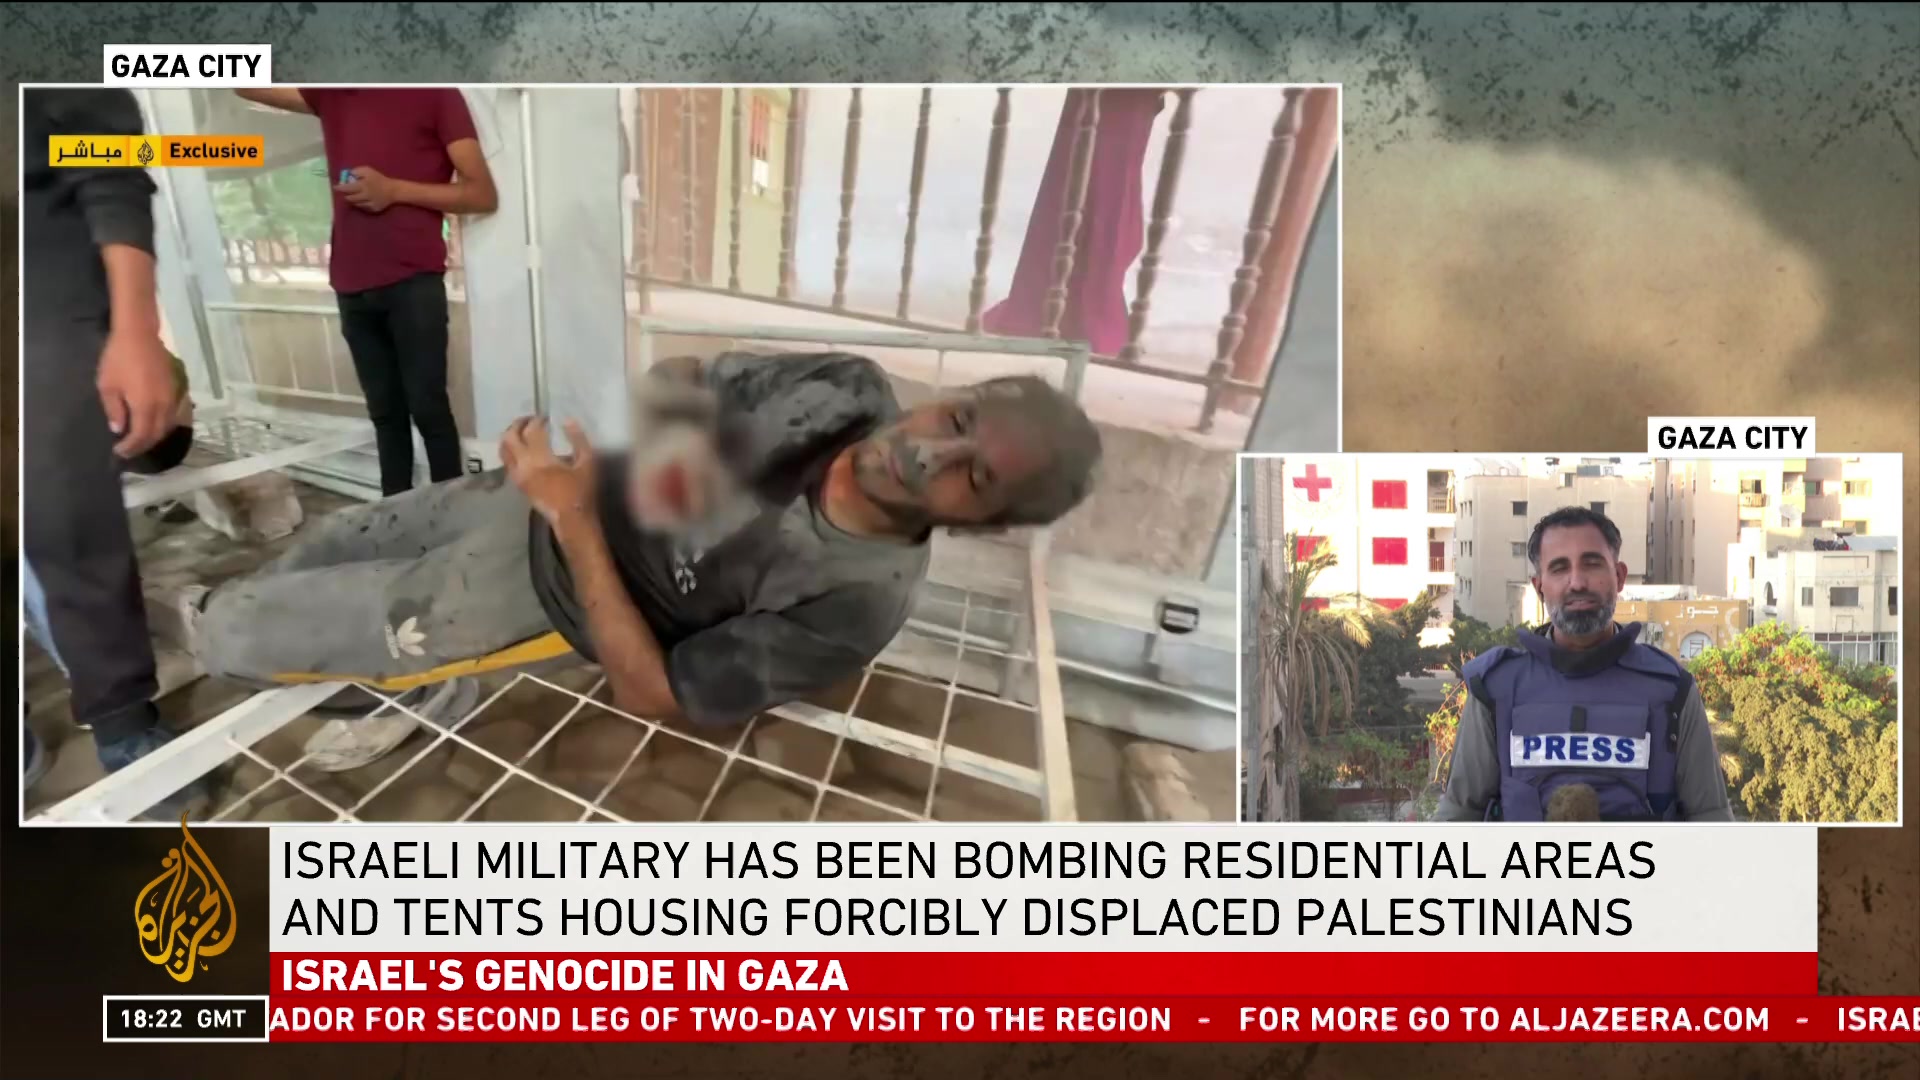 GAZA CITY
مباشر Exclusive
GAZA CITY
PRESS
ISRAELI MILITARY HAS BEEN BOMBING RESIDENTIAL AREAS
AND TENTS HOUSING FORCIBLY DISPLACED PALESTINIANS
الجزيرة
ISRAEL'S GENOCIDE IN GAZA
18:22 GMT
ADOR FOR SECOND LEG OF TWO-DAY VISIT TO THE REGION - FOR MORE GO TO ALJAZEERA.COM - ISRAE